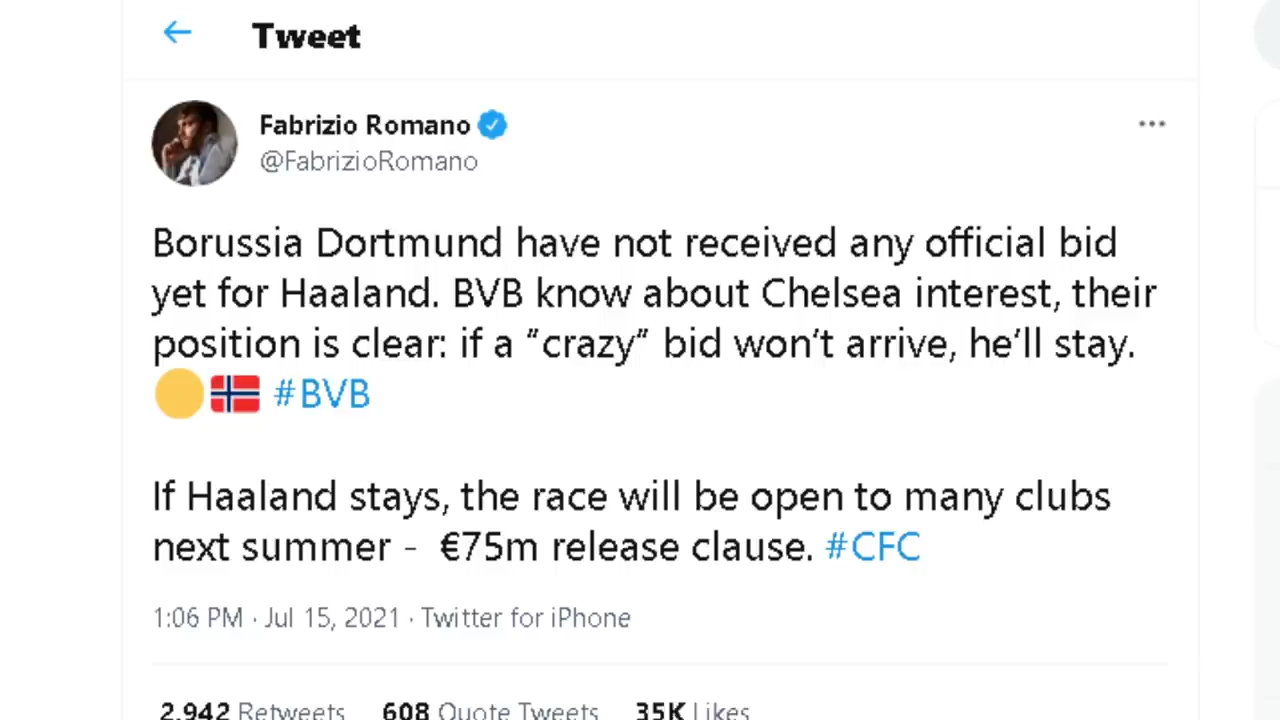 Tweet
Fabrizio Romano
@FabrizioRomano
Borussia Dortmund have not received any official bid
yet for Haaland. BVB know about Chelsea interest, their
position is clear: if a “crazy“ bid won’t arrive, he’ll stay.
#BVB
If Haaland stays, the race will be open to many clubs
next summer - €75m release clause. #CFC
1:06 PM · Jul 15, 2021 · Twitter for iPhone
2,942 Retweets 608 Quote Tweets 35K Likes